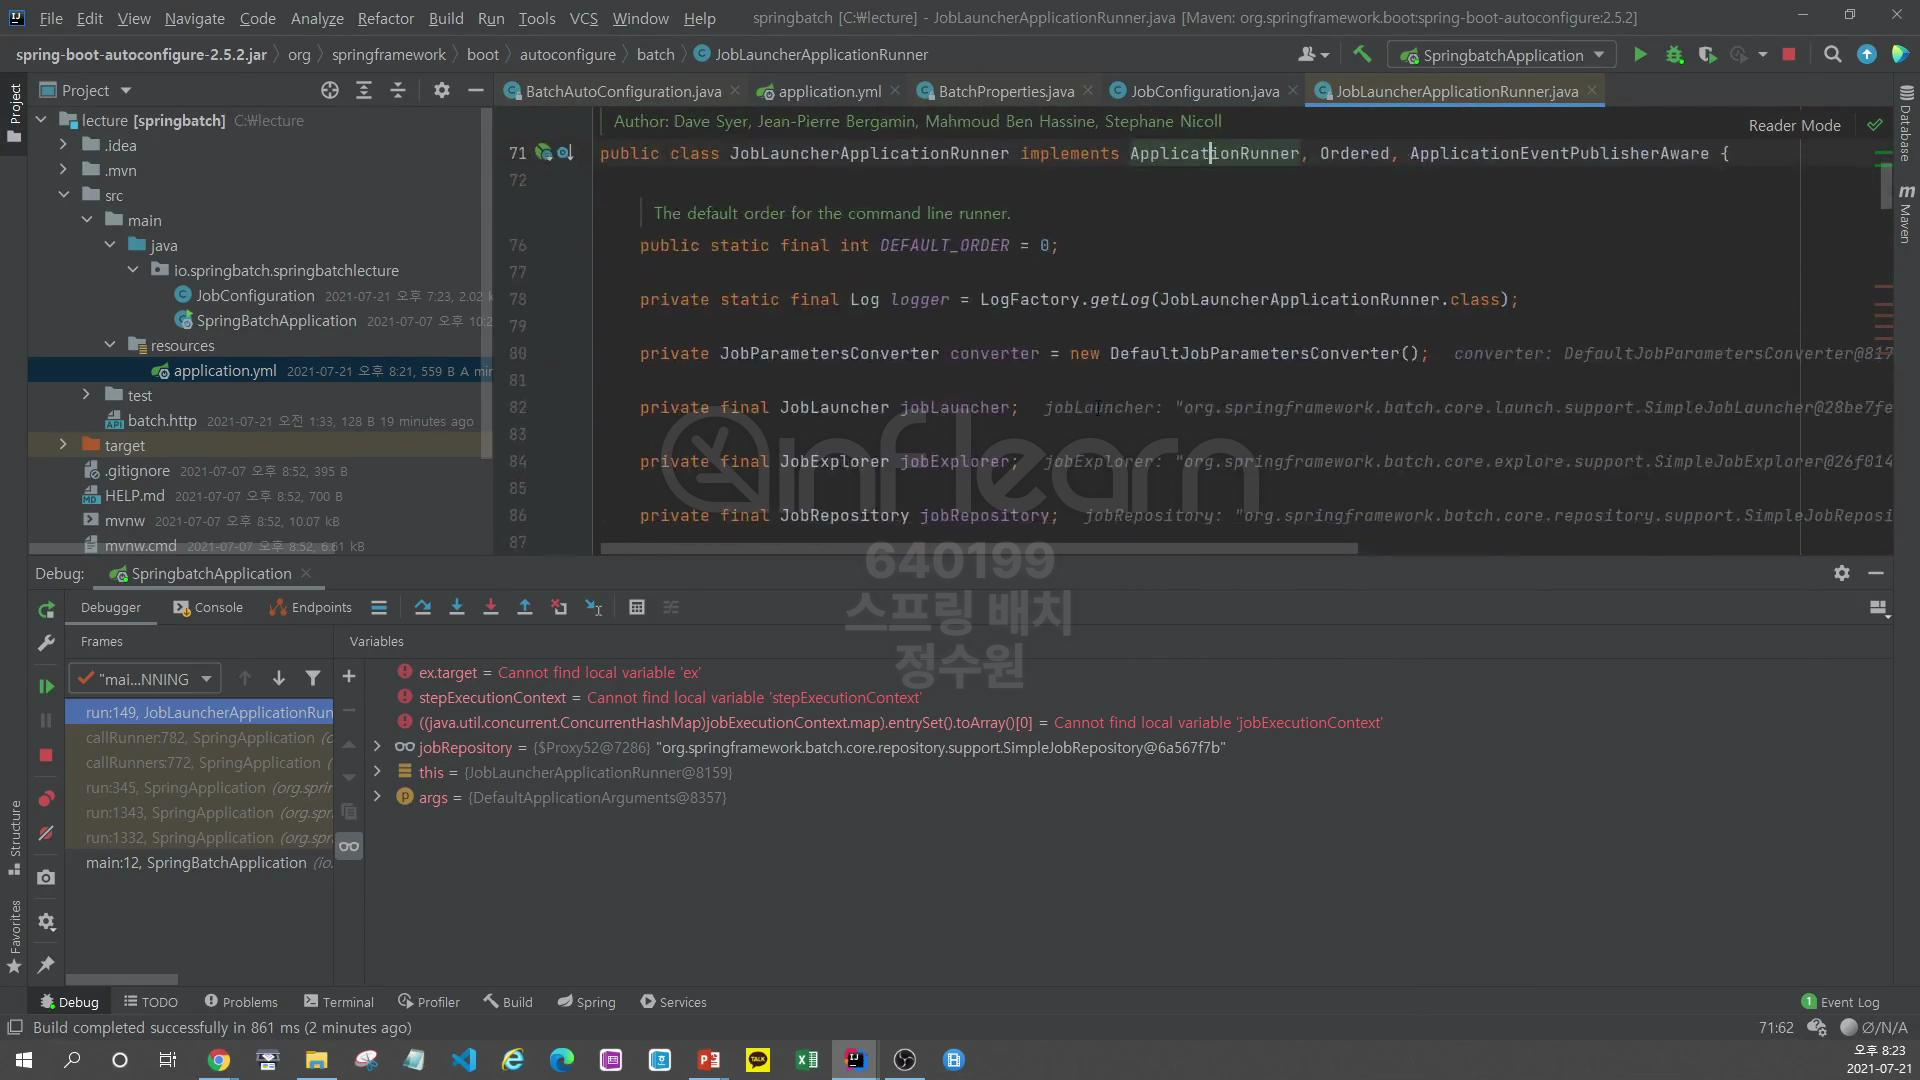 File Edit View Navigate Code Analyze Refactor Build Run Tools VCS Window Help springbatch [C:₩lecture] - JobLauncherApplicationRunner.java [Maven: org.springframework.boot:spring-boot-autoconfigure:2.5.2]
spring-boot-autoconfigure-2.5.2.jar org springframework boot autoconfigure batch JobLauncherApplicationRunner SpringbatchApplication
Project
BatchAutoConfiguration.java application.yml BatchProperties.java JobConfiguration.java JobLauncherApplicationRunner.java
Project
Database
Maven
Structure
Favorites
lecture [springbatch] C:₩lecture
.idea
.mvn
src
main
java
io.springbatch.springbatchlecture
JobConfiguration 2021-07-21 오후 7:23, 2.02 k
SpringBatchApplication 2021-07-07 오후 10:2
resources
application.yml 2021-07-21 오후 8:21, 559 B A mi
test
batch.http 2021-07-21 오전 1:33, 128 B 19 minutes ago
target
.gitignore 2021-07-07 오후 8:52, 395 B
HELP.md 2021-07-07 오후 8:52, 700 B
mvnw 2021-07-07 오후 8:52, 10.07 kB
mvnw.cmd 2021-07-07 오후 8:52, 6.61 kB
Author: Dave Syer, Jean-Pierre Bergamin, Mahmoud Ben Hassine, Stephane Nicoll
Reader Mode
71 public class JobLauncherApplicationRunner implements ApplicationRunner, Ordered, ApplicationEventPublisherAware {
72
The default order for the command line runner.
76 public static final int DEFAULT_ORDER = 0;
77
78 private static final Log logger = LogFactory.getLog(JobLauncherApplicationRunner.class);
79
80 private JobParametersConverter converter = new DefaultJobParametersConverter(); converter: DefaultJobParametersConverter@817
81
82 private final JobLauncher jobLauncher; jobLauncher: "org.springframework.batch.core.launch.support.SimpleJobLauncher@28be7fe
83
84 private final JobExplorer jobExplorer; jobExplorer: "org.springframework.batch.core.explore.support.SimpleJobExplorer@26f014
85
86 private final JobRepository jobRepository; jobRepository: "org.springframework.batch.core.repository.support.SimpleJobReposi
87
inflearn
640199
스프링 배치
정수원
Debug: SpringbatchApplication
Debugger Console Endpoints
Frames Variables
"mai...NNING
run:149, JobLauncherApplicationRun
callRunner:782, SpringApplication (o
callRunners:772, SpringApplication (
run:345, SpringApplication (org.sprin
run:1343, SpringApplication (org.spr
run:1332, SpringApplication (org.spr
main:12, SpringBatchApplication (io.
ex.target = Cannot find local variable 'ex'
stepExecutionContext = Cannot find local variable 'stepExecutionContext'
((java.util.concurrent.ConcurrentHashMap)jobExecutionContext.map).entrySet().toArray()[0] = Cannot find local variable 'jobExecutionContext'
jobRepository = {$Proxy52@7286} "org.springframework.batch.core.repository.support.SimpleJobRepository@6a567f7b"
this = {JobLauncherApplicationRunner@8159}
args = {DefaultApplicationArguments@8357}
Debug TODO Problems Terminal Profiler Build Spring Services 1 Event Log
Build completed successfully in 861 ms (2 minutes ago) 71:62 ∅/N/A
TALK
오후 8:23
2021-07-21